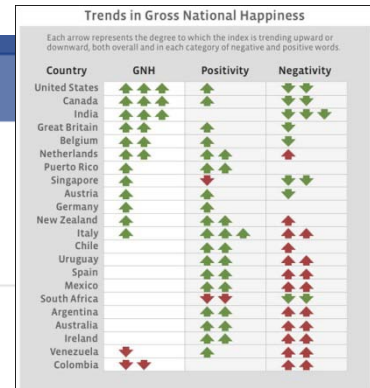 Trends in Gross National Happiness
Each arrow represents the degree to which the index is trending upward or
downward, both overall and in each category of negative and positive words.
Country GNH Positivity Negativity
United States
Canada
India
Great Britain
Belgium
Netherlands
Puerto Rico
Singapore
Austria
Germany
New Zealand
Italy
Chile
Uruguay
Spain
Mexico
South Africa
Argentina
Australia
Ireland
Venezuela
Colombia